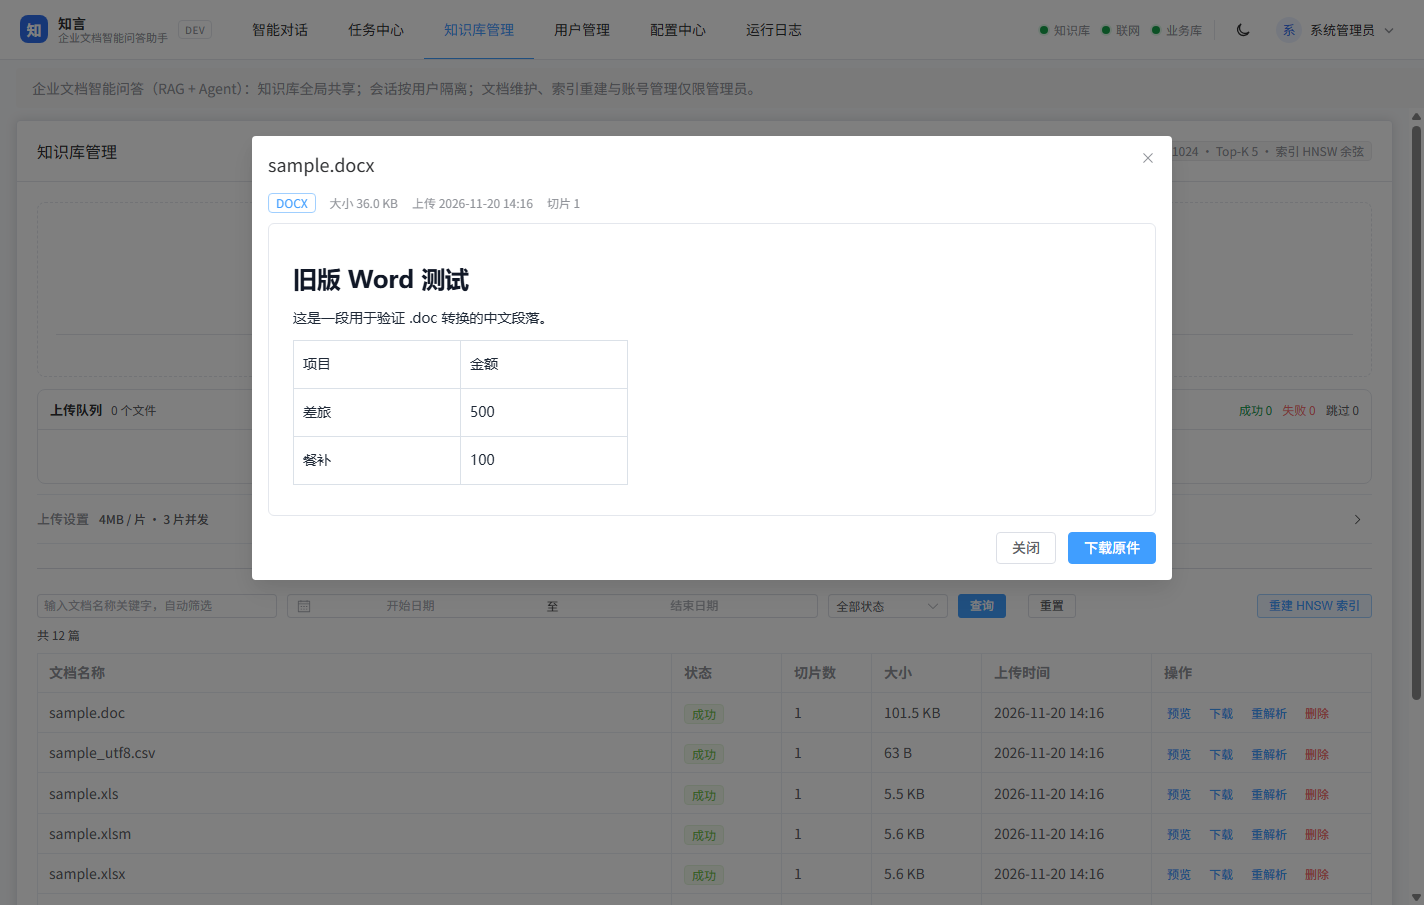 知
知言
企业文档智能问答助手
DEV
智能对话
任务中心
知识库管理
用户管理
配置中心
运行日志
知识库
联网
业务库
系
系统管理员
企业文档智能问答（RAG + Agent）：知识库全局共享；会话按用户隔离；文档维护、索引重建与账号管理仅限管理员。
知识库管理
1024 • Top-K 5 • 索引 HNSW 余弦
sample.docx
DOCX 大小 36.0 KB 上传 2026-11-20 14:16 切片 1
旧版 Word 测试
这是一段用于验证 .doc 转换的中文段落。
项目 金额
差旅 500
餐补 100
关闭 下载原件
上传队列 0 个文件
成功 0 失败 0 跳过 0
上传设置 4MB / 片 • 3 片并发
输入文档名称关键字，自动筛选 开始日期 至 结束日期 全部状态 查询 重置 重建 HNSW 索引
共 12 篇
文档名称 状态 切片数 大小 上传时间 操作
sample.doc 成功 1 101.5 KB 2026-11-20 14:16 预览 下载 重解析 删除
sample_utf8.csv 成功 1 63 B 2026-11-20 14:16 预览 下载 重解析 删除
sample.xls 成功 1 5.5 KB 2026-11-20 14:16 预览 下载 重解析 删除
sample.xlsm 成功 1 5.6 KB 2026-11-20 14:16 预览 下载 重解析 删除
sample.xlsx 成功 1 5.6 KB 2026-11-20 14:16 预览 下载 重解析 删除